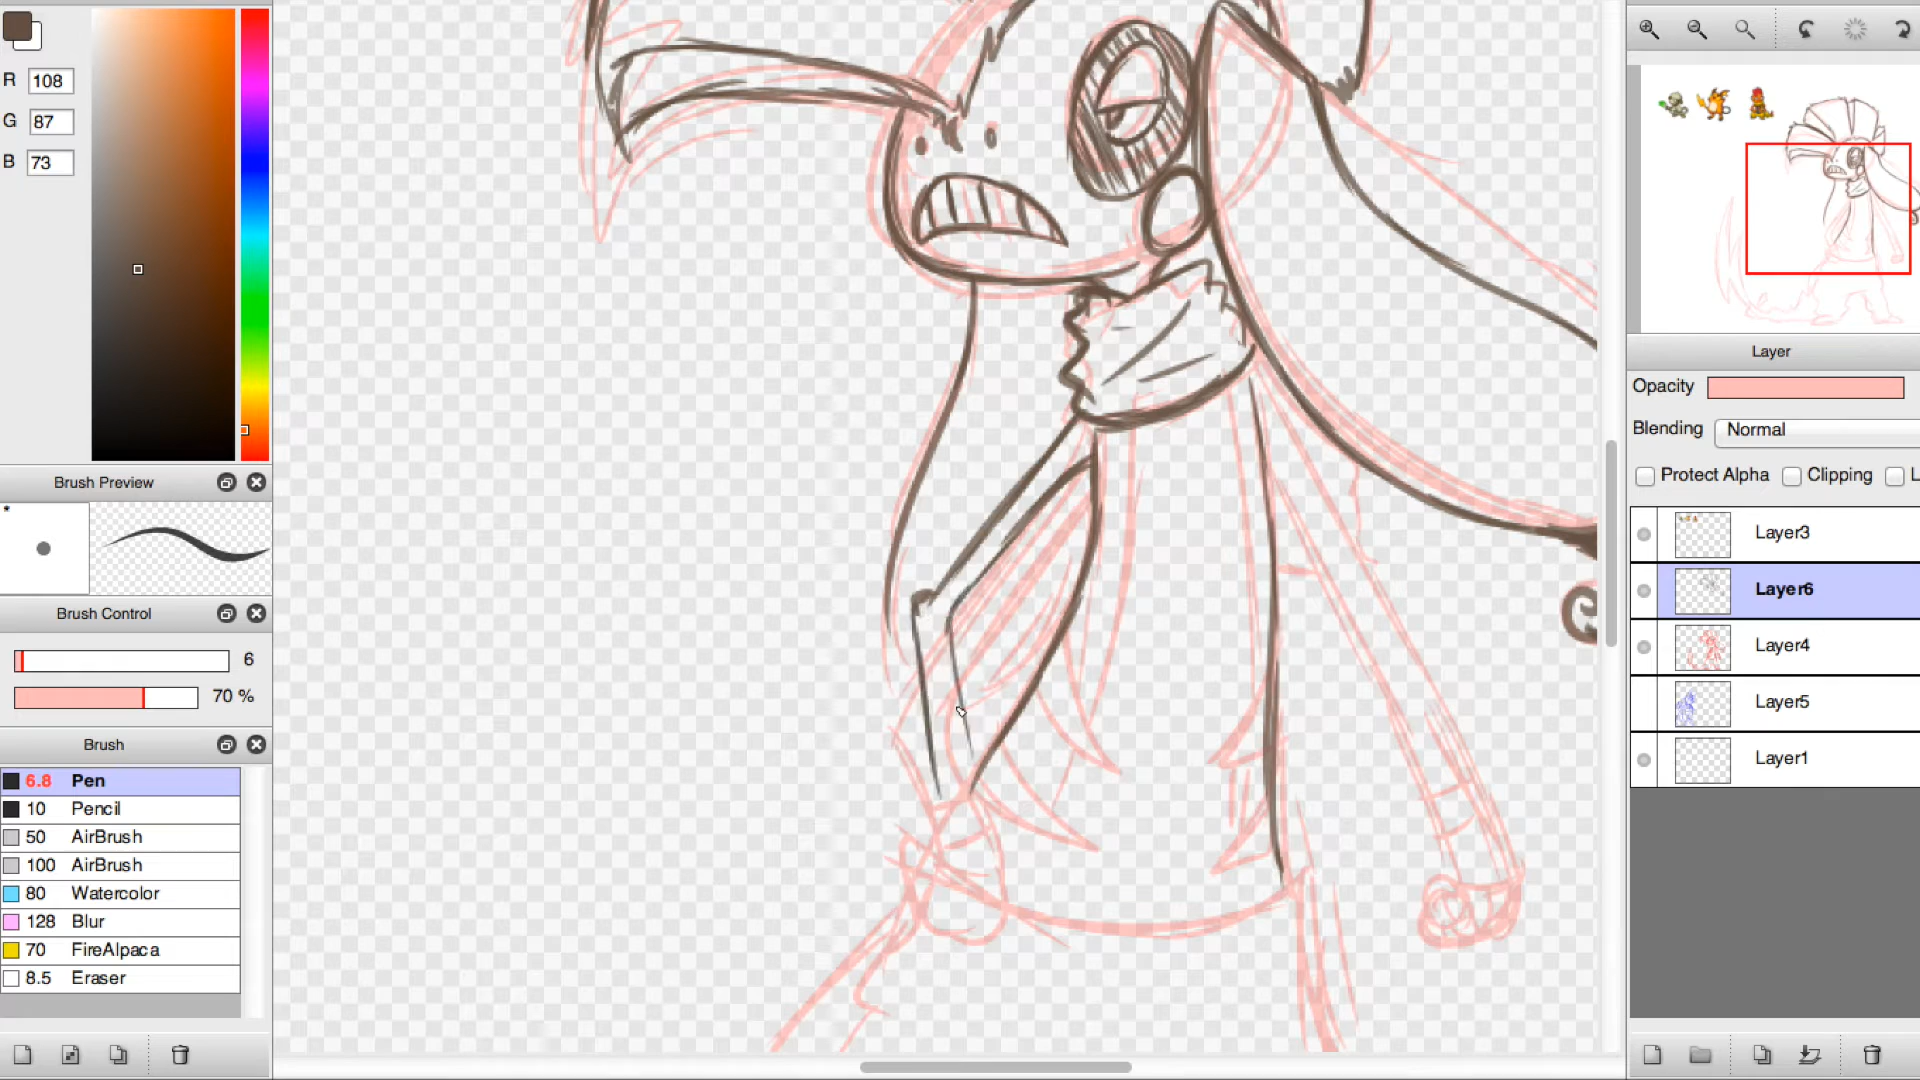 R 108
G 87
B 73
Brush Preview
*
Brush Control
6
70 %
Brush
6.8 Pen
10 Pencil
50 AirBrush
100 AirBrush
80 Watercolor
128 Blur
70 FireAlpaca
8.5 Eraser
Layer
Opacity
Blending Normal
Protect Alpha Clipping L
Layer3
Layer6
Layer4
Layer5
Layer1